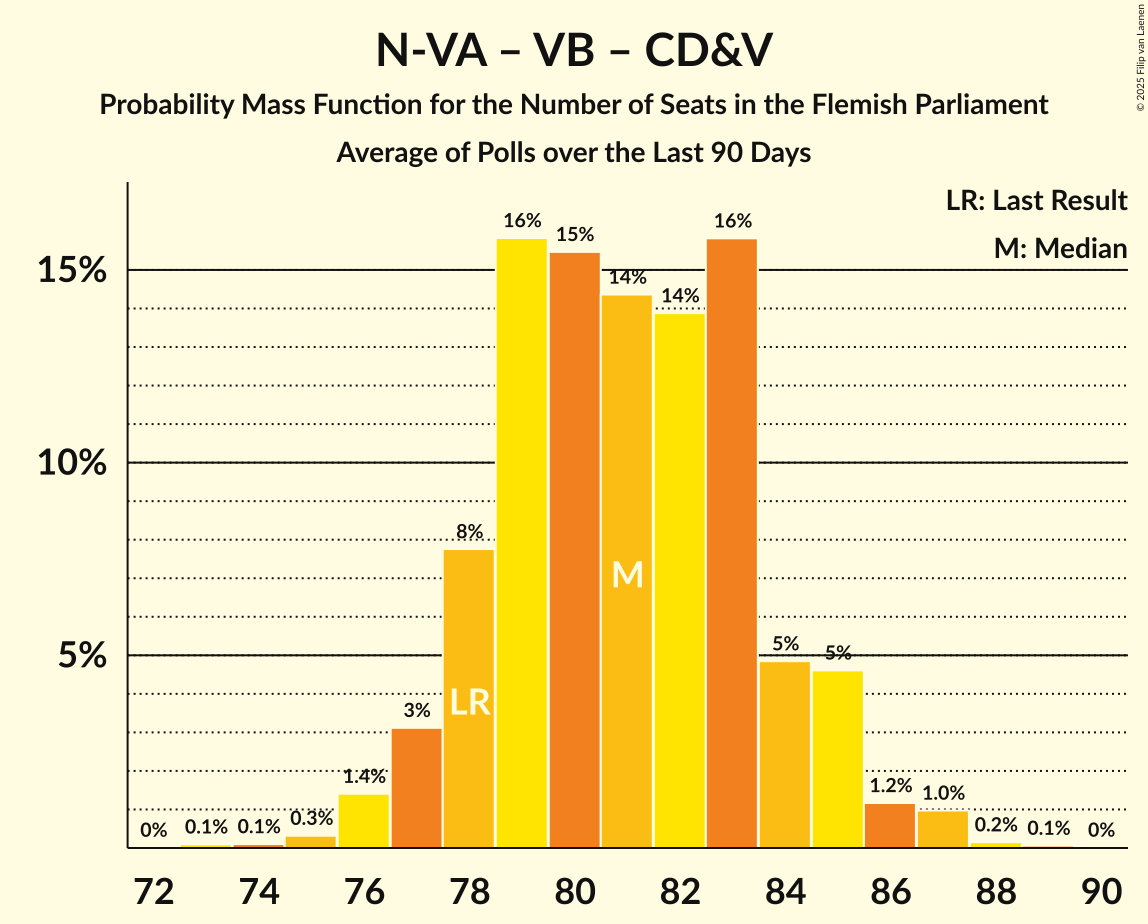 N-VA – VB – CD&V
Probability Mass Function for the Number of Seats in the Flemish Parliament
Average of Polls over the Last 90 Days
© 2025 Filip van Laenen
LR: Last Result
M: Median
15%
10%
5%
0%
0.1%
0.1%
0.3%
1.4%
3%
8%
16%
15%
14%
14%
16%
5%
5%
1.2%
1.0%
0.2%
0.1%
0%
LR
M
72 74 76 78 80 82 84 86 88 90